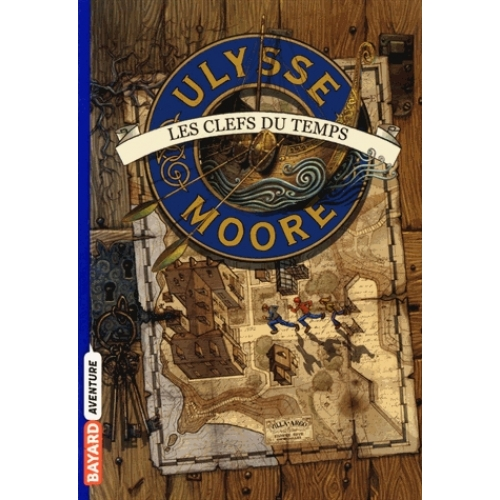 ULYSSE
LES CLEFS DU TEMPS
MOORE
VILLA-ARGO
BAYARD AVENTURE